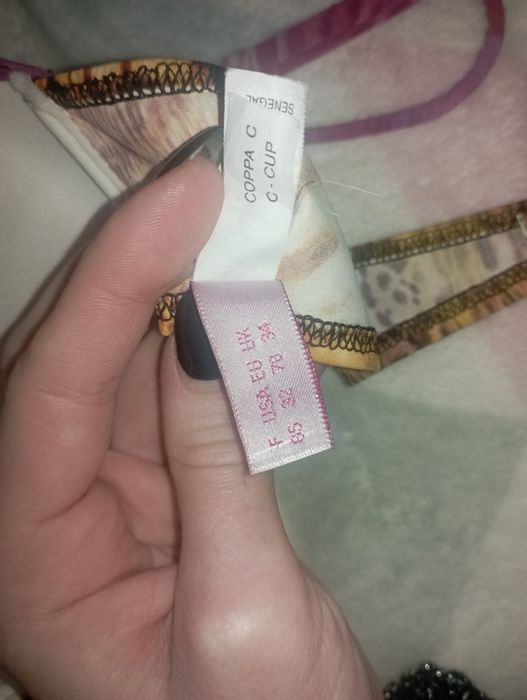 SENEGAL
COPPA C
C - CUP
F USA EU UK
85 32 70 34